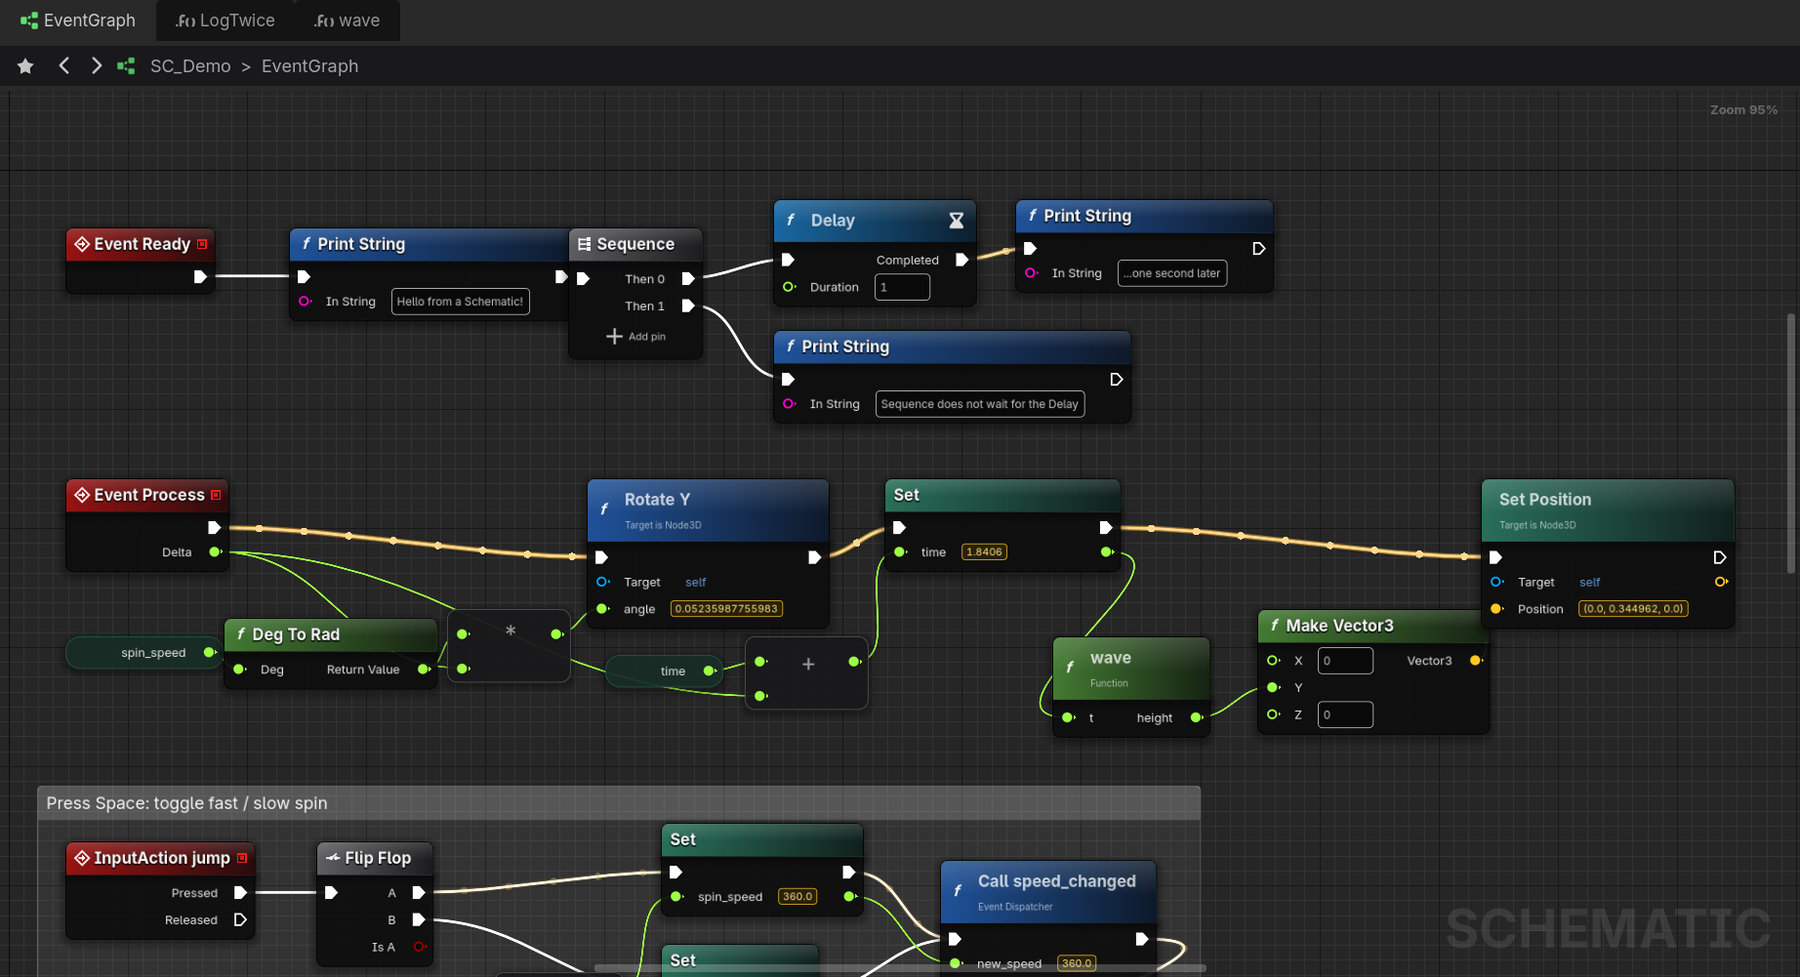 EventGraph
LogTwice
wave
SC_Demo > EventGraph
Zoom 95%
Event Ready
Print String
In String Hello from a Schematic!
Sequence
Then 0
Then 1
Add pin
Delay
Completed
Duration 1
Print String
In String ...one second later
Print String
In String Sequence does not wait for the Delay
Event Process
Delta
Rotate Y
Target is Node3D
Target self
angle 0.05235987755983
Set
time 1.8406
Set Position
Target is Node3D
Target self
Position (0.0, 0.344962, 0.0)
spin_speed
Deg To Rad
Deg Return Value
*
time
+
wave
Function
t height
Make Vector3
X 0 Vector3
Y
Z 0
Press Space: toggle fast / slow spin
InputAction jump
Pressed
Released
Flip Flop
A
B
Is A
Set
spin_speed 360.0
Set
Call speed_changed
Event Dispatcher
new_speed 360.0
SCHEMATIC